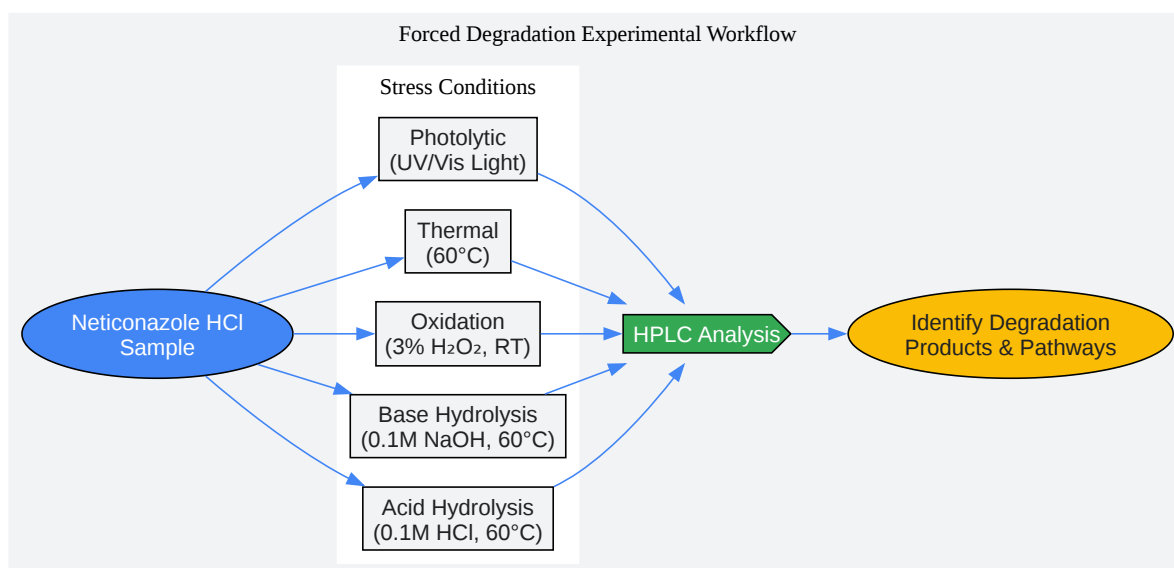 Forced Degradation Experimental Workflow
Stress Conditions
Photolytic
(UV/Vis Light)
Thermal
(60°C)
Neticonazole HCl
Sample
Oxidation
(3% H₂O₂, RT)
HPLC Analysis
Identify Degradation
Products & Pathways
Base Hydrolysis
(0.1M NaOH, 60°C)
Acid Hydrolysis
(0.1M HCl, 60°C)